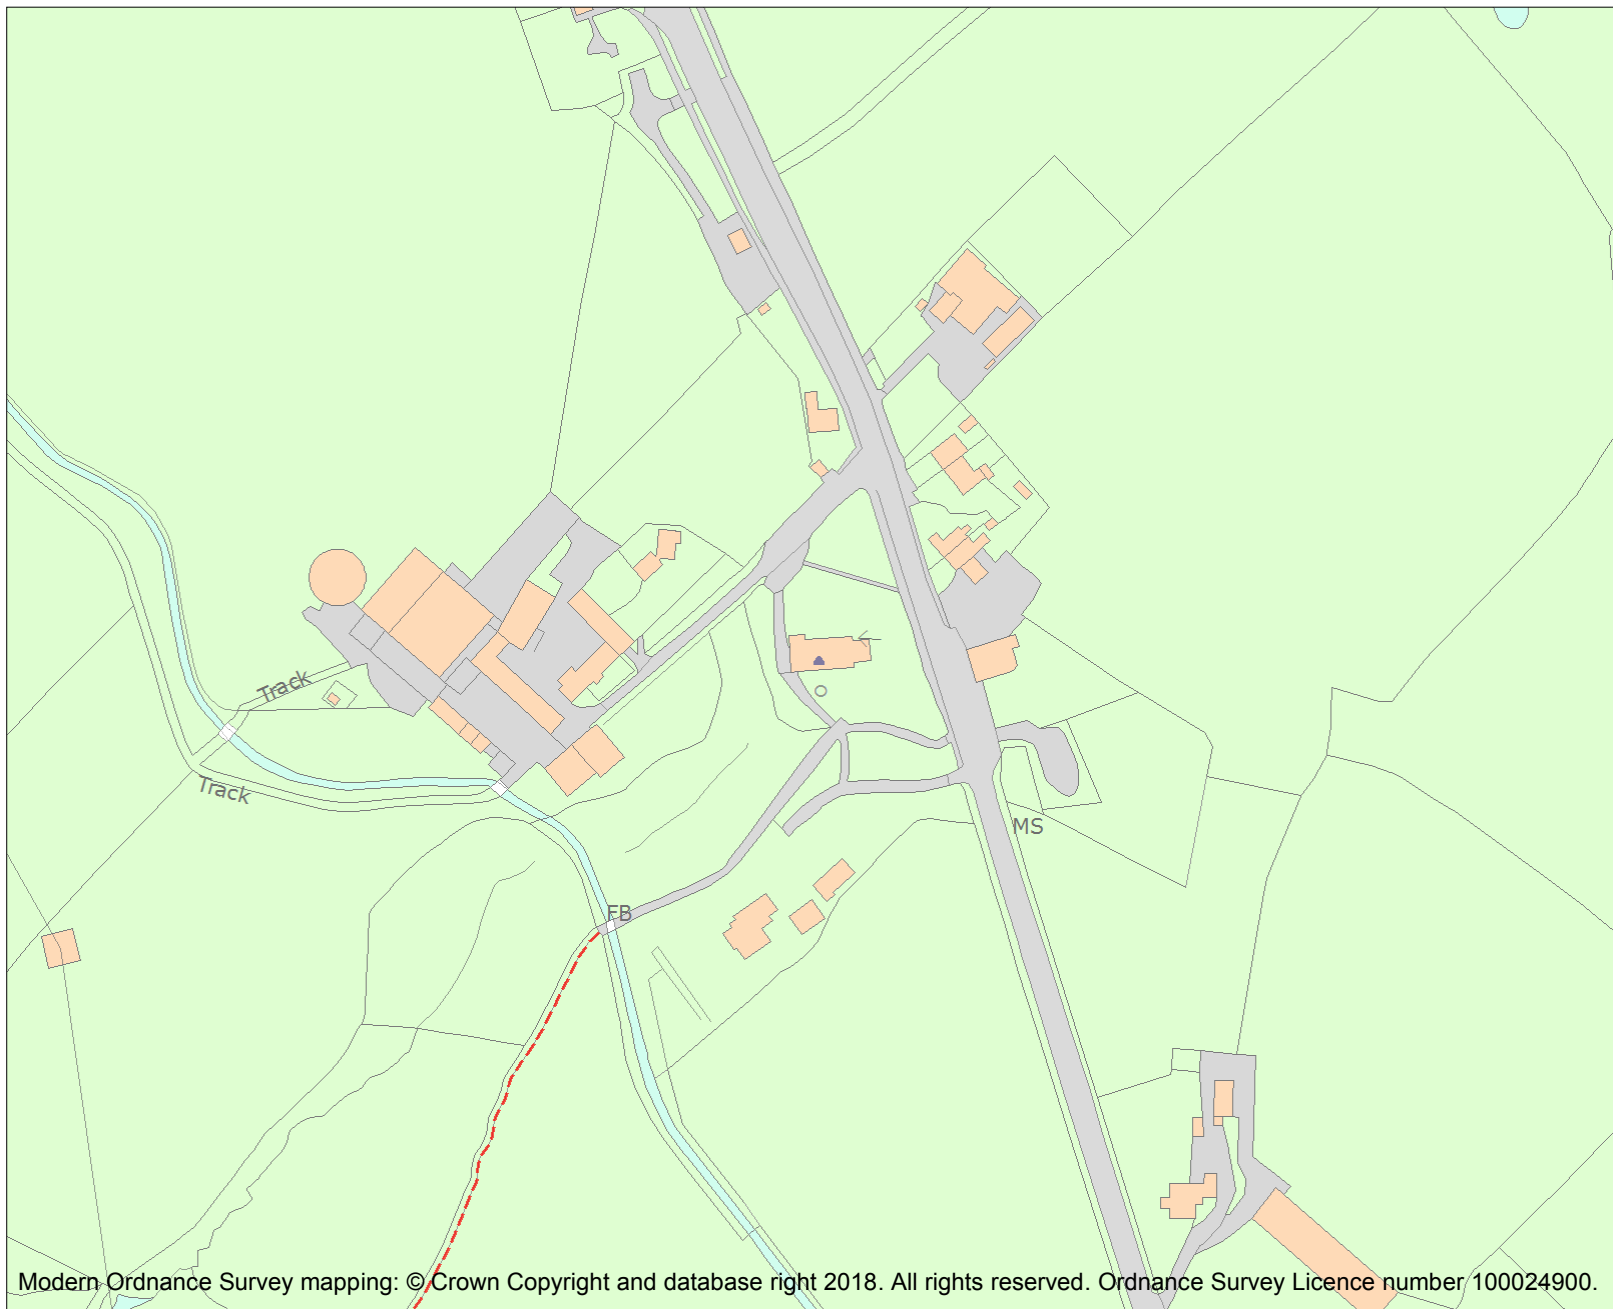 Track
Track
MS
FB
Modern Ordnance Survey mapping: © Crown Copyright and database right 2018. All rights reserved. Ordnance Survey Licence number 100024900.